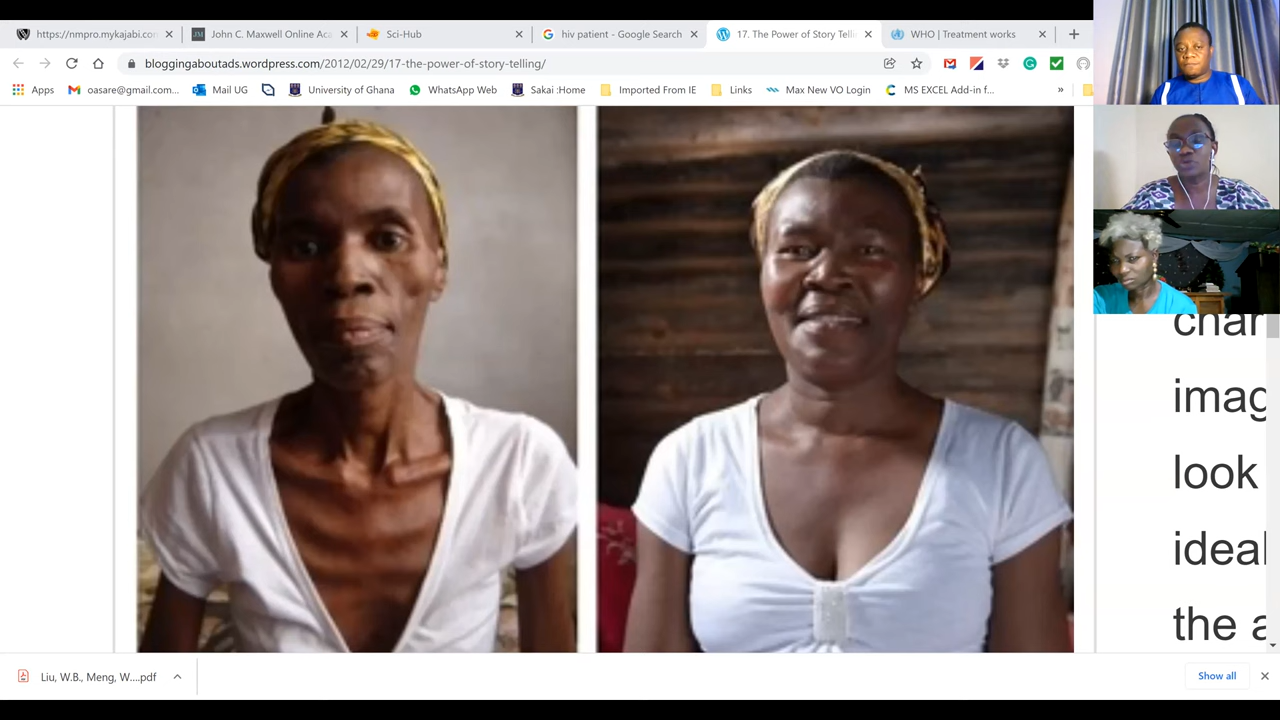 https://nmpro.mykajabi.con
John C. Maxwell Online Aca
Sci-Hub
hiv patient - Google Search
17. The Power of Story Telli
WHO | Treatment works
bloggingaboutads.wordpress.com/2012/02/29/17-the-power-of-story-telling/
Apps
oasare@gmail.com...
Mail UG
University of Ghana
WhatsApp Web
Sakai :Home
Imported From IE
Links
Max New VO Login
MS EXCEL Add-in f...
»
char
imag
look
ideal
the a
Liu, W.B., Meng, W....pdf
Show all